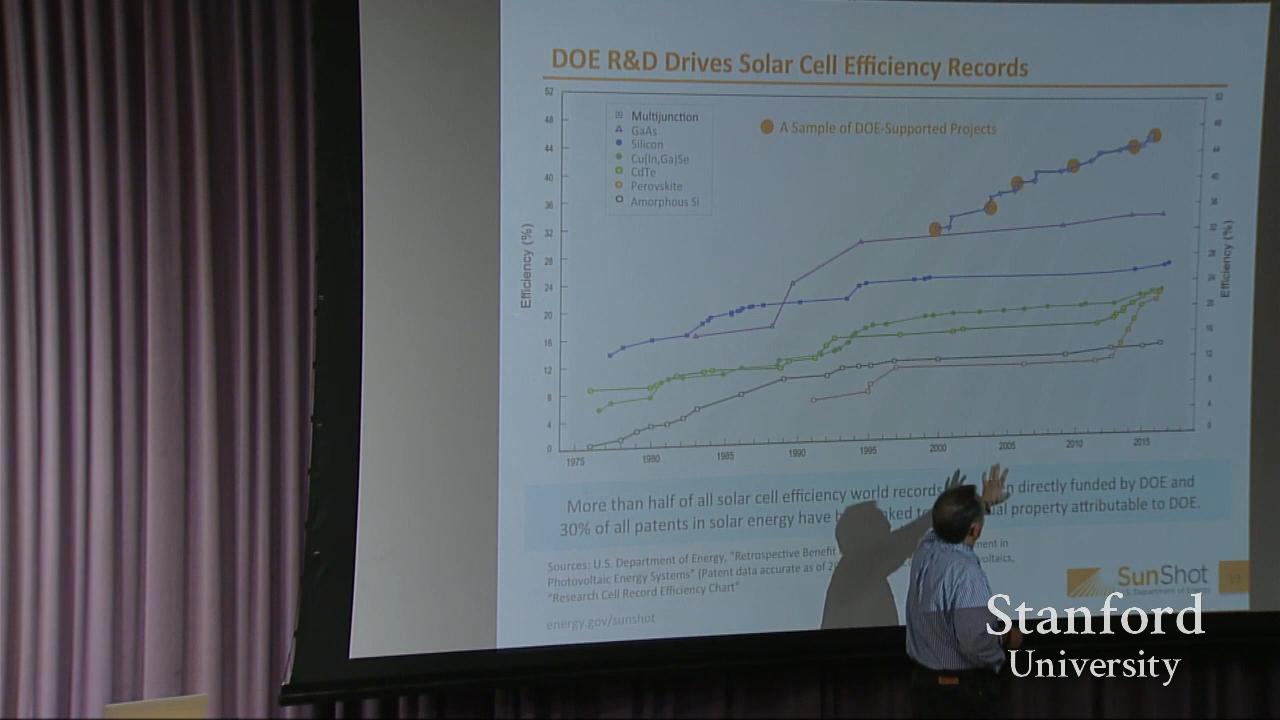 DOE R&D Drives Solar Cell Efficiency Records
52
48
44
40
36
32
28
24
20
16
12
8
4
0
Efficiency (%)
Multijunction
GaAs
Silicon
Cu(In,Ga)Se
CdTe
Perovskite
Amorphous Si
A Sample of DOE-Supported Projects
Efficiency (%)
1975 1980 1985 1990 1995 2000 2005 2010 2015
More than half of all solar cell efficiency world records directly funded by DOE and
30% of all patents in solar energy have property attributable to DOE.
Sources: U.S. Department of Energy, "Retrospective Benefit
Photovoltaic Energy Systems" (Patent data accurate as of
"Research Cell Record Efficiency Chart"
energy.gov/sunshot
SunShot
U.S. Department of Energy
Stanford
University